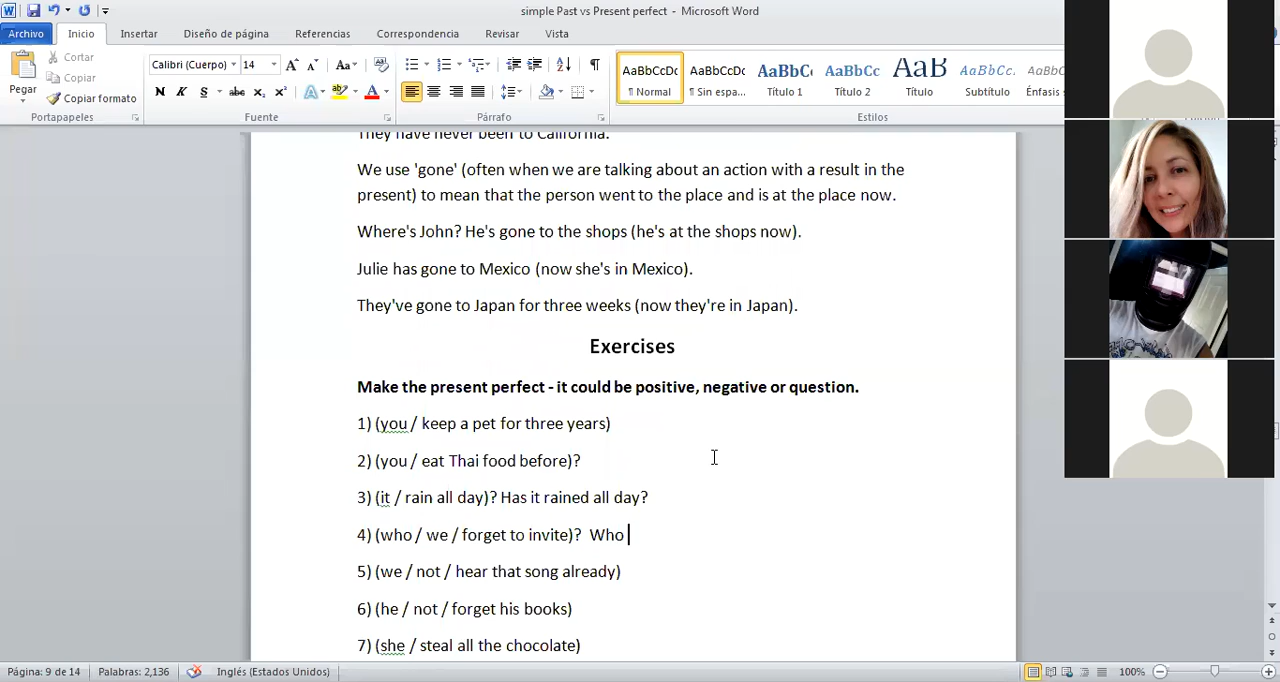 simple Past vs Present perfect - Microsoft Word
Archivo Inicio Insertar Diseño de página Referencias Correspondencia Revisar Vista
Pegar
Cortar
Copiar
Copiar formato
Portapapeles
Calibri (Cuerpo) 14
Fuente
Párrafo
AaBbCcDc AaBbCcDc AaBbC AaBbCc AaB AaBbCc AaBbCc
¶ Normal ¶ Sin espa... Título 1 Título 2 Título Subtítulo Énfasis
Estilos
They have never been to California.
We use 'gone' (often when we are talking about an action with a result in the
present) to mean that the person went to the place and is at the place now.
Where's John? He's gone to the shops (he's at the shops now).
Julie has gone to Mexico (now she's in Mexico).
They've gone to Japan for three weeks (now they're in Japan).
Exercises
Make the present perfect - it could be positive, negative or question.
1) (you / keep a pet for three years)
2) (you / eat Thai food before)?
3) (it / rain all day)? Has it rained all day?
4) (who / we / forget to invite)?  Who
5) (we / not / hear that song already)
6) (he / not / forget his books)
7) (she / steal all the chocolate)
Página: 9 de 14 Palabras: 2,136 Inglés (Estados Unidos) 100%